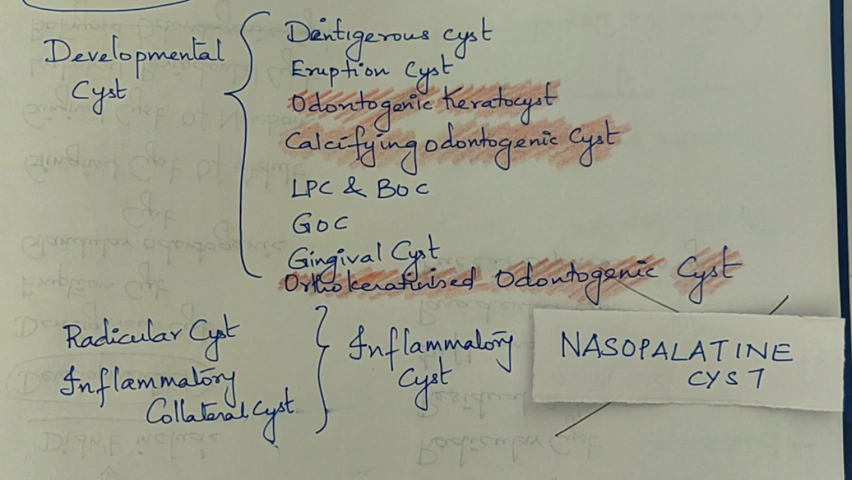 Developmental
Cyst
Dentigerous cyst
Eruption Cyst
Odontogenic Keratocyst
Calcifying odontogenic Cyst
LPC & BOC
GOC
Gingival Cyst
Orthokeratinised Odontogenic Cyst
Radicular Cyst
Inflammatory
Collateral Cyst
Inflammatory
Cyst
NASOPALATINE
CYST